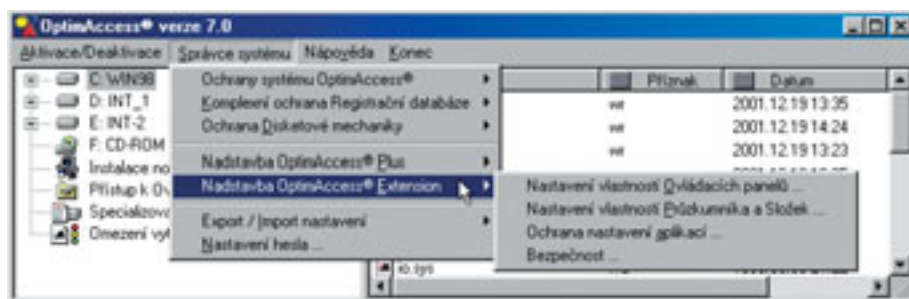 OptimAccess® verze 7.0
Aktivace/Deaktivace Správce systému Nápověda Konec
C: WIN98
D: INT_1
E: INT-2
F: CD-ROM
Instalace
Přístup k
Omezení
Ochrany systému OptimAccess®
Komplexní ochrana Registrační databáze
Ochrana Disketové mechaniky
Nadstavba OptimAccess® Plus
Nadstavba OptimAccess® Extension
Export / Import nastavení
Nastavení hesla ...
Příznak Datum
2001.12.19 13:35
2001.12.19 14:24
2001.12.19 13:23
Nastavení vlastností Ovládacích panelů ...
Nastavení vlastností Průzkumníka a Složek ...
Ochrana nastavení aplikací ...
Bezpečnost ...
io.sys